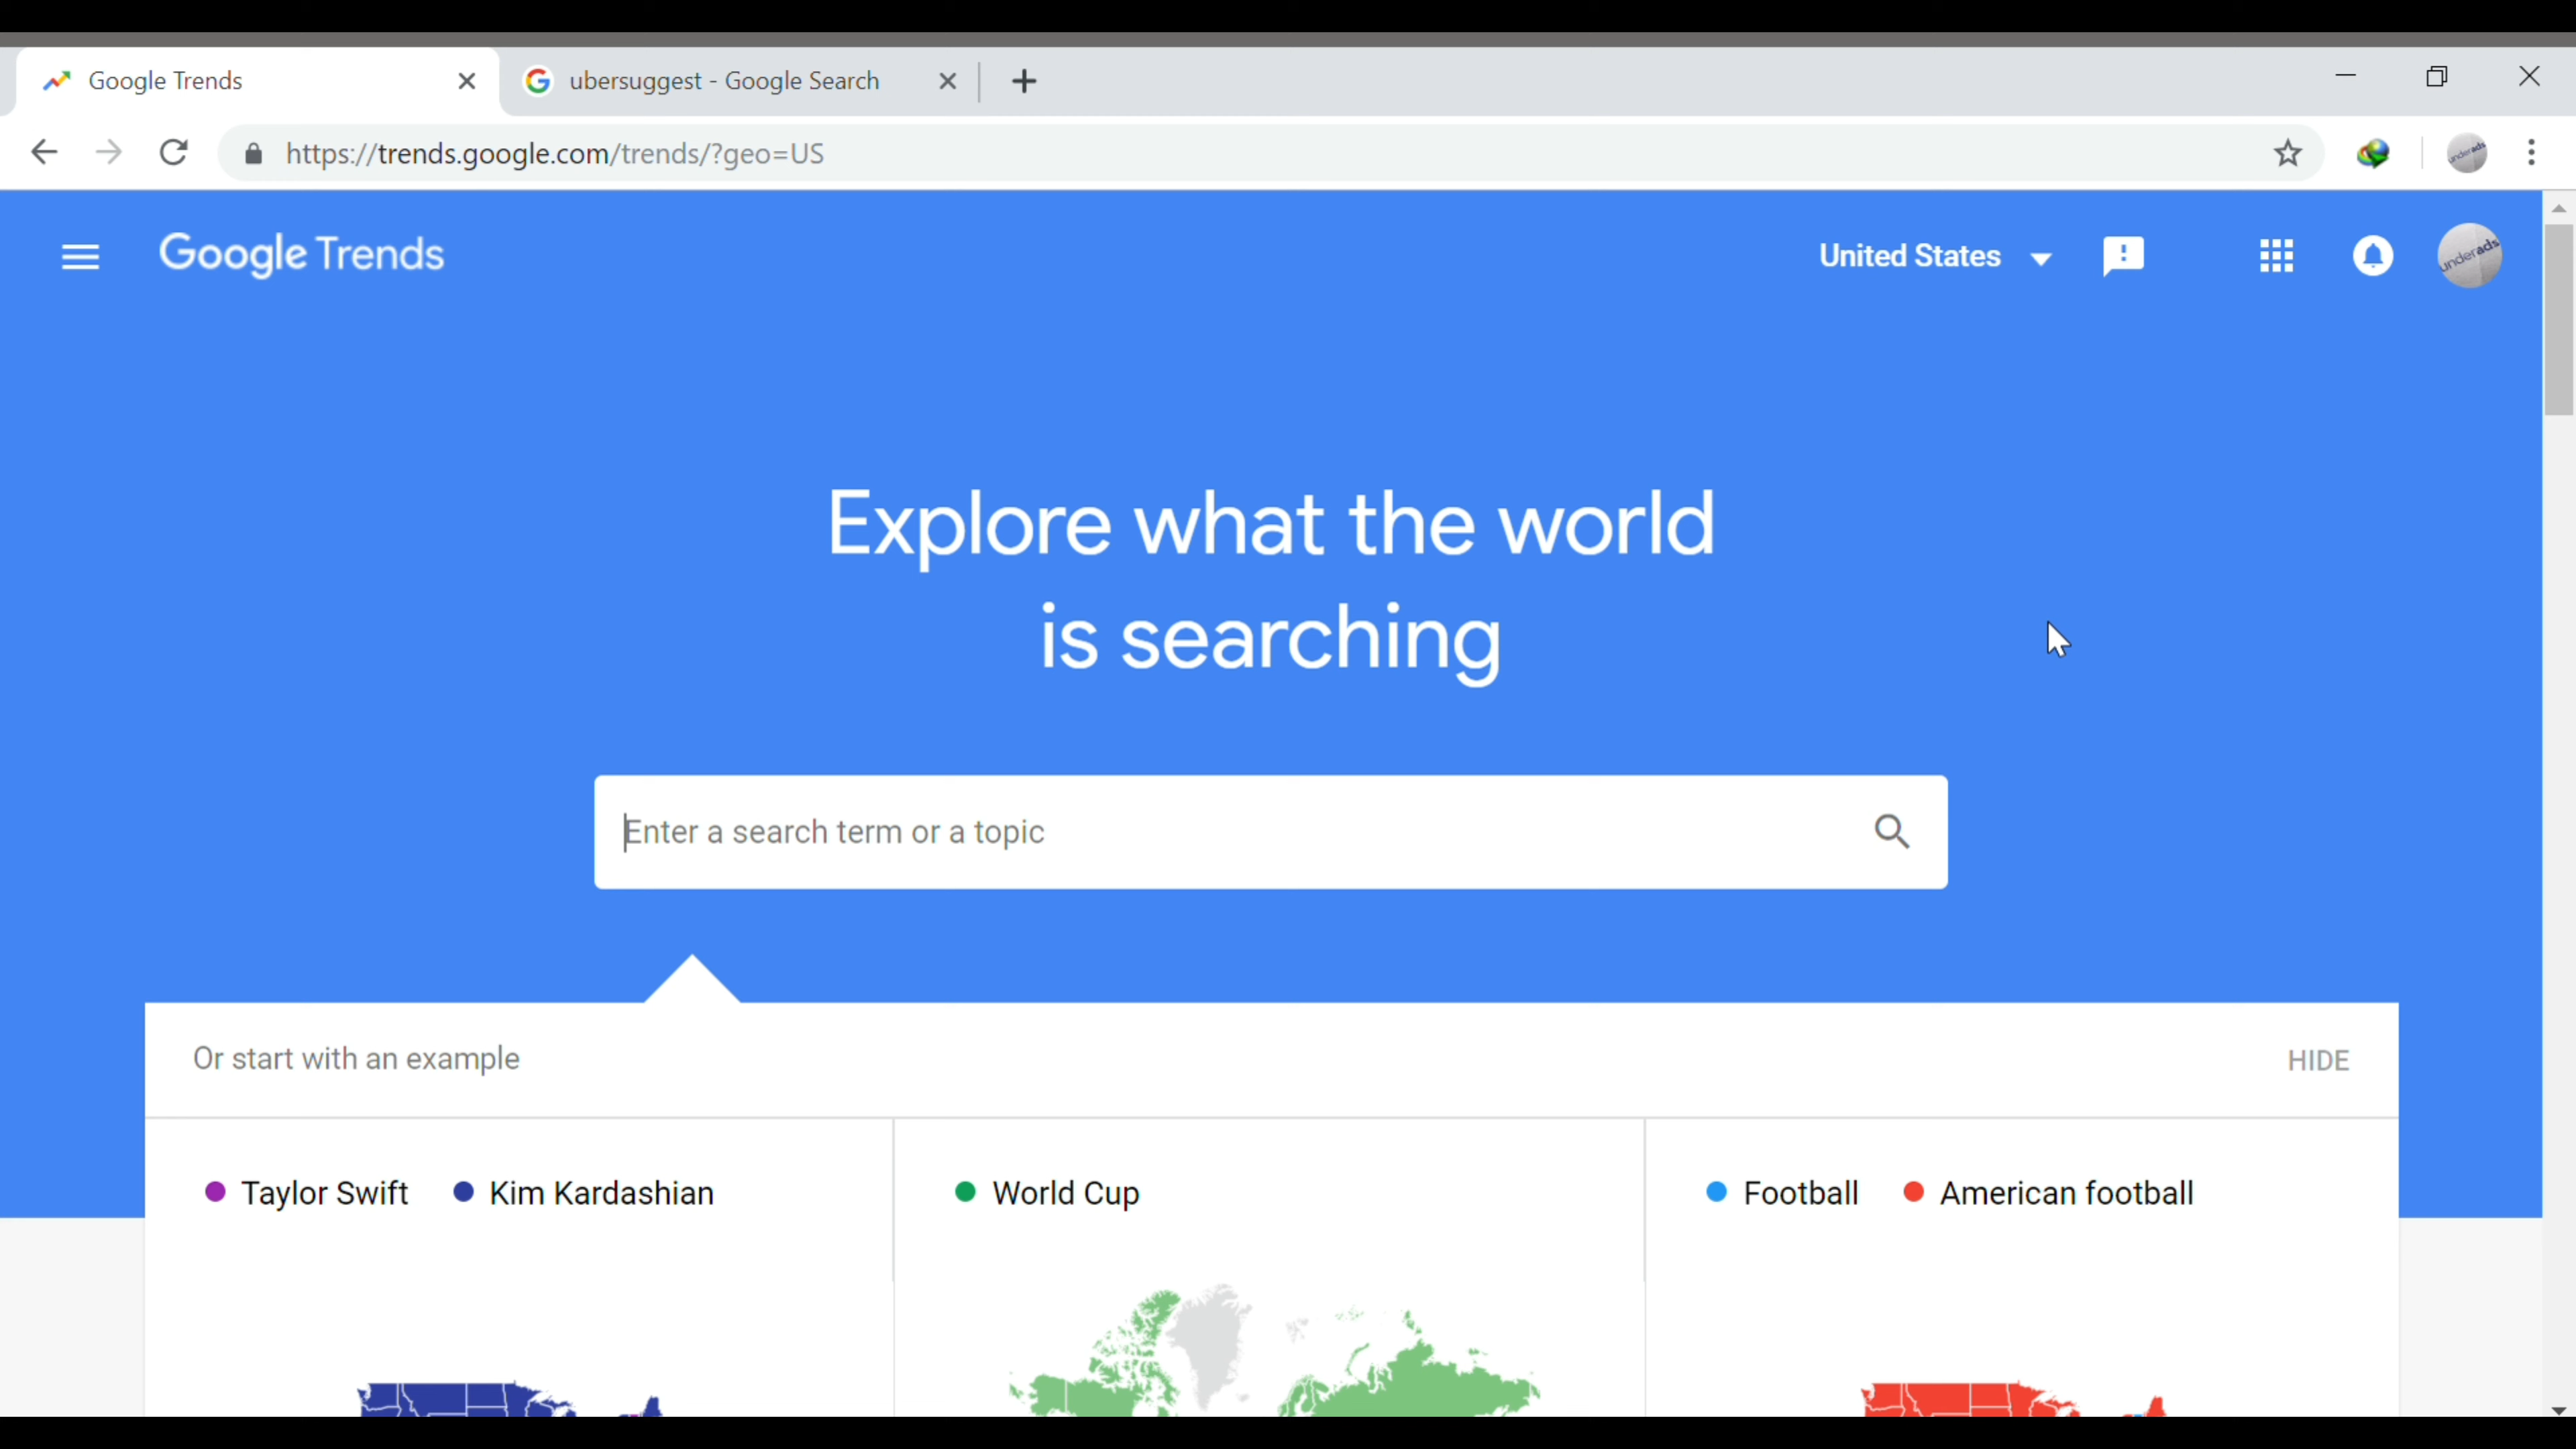 Google Trends
ubersuggest - Google Search
https://trends.google.com/trends/?geo=US
Google Trends
United States
underads
Explore what the world
is searching
Enter a search term or a topic
Or start with an example
HIDE
Taylor Swift
Kim Kardashian
World Cup
Football
American football